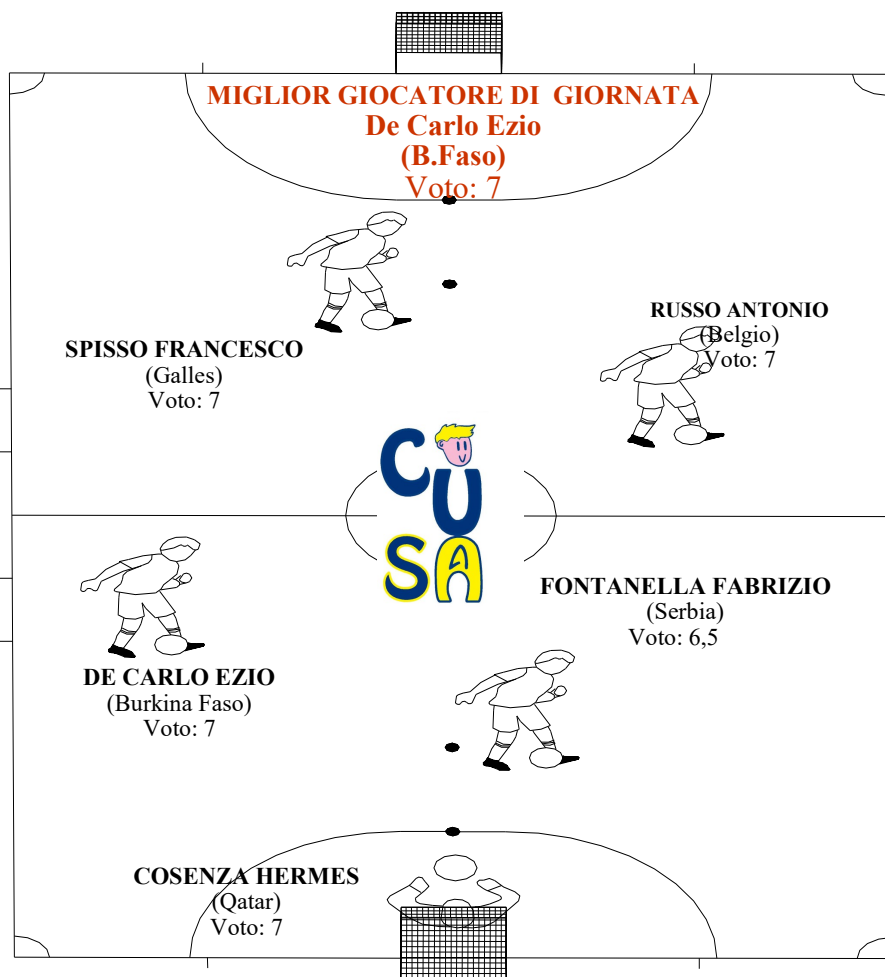 MIGLIOR GIOCATORE DI GIORNATA
De Carlo Ezio
(B.Faso)
Voto: 7
RUSSO ANTONIO
(Belgio)
Voto: 7
SPISSO FRANCESCO
(Galles)
Voto: 7
CUSA
FONTANELLA FABRIZIO
(Serbia)
Voto: 6,5
DE CARLO EZIO
(Burkina Faso)
Voto: 7
COSENZA HERMES
(Qatar)
Voto: 7